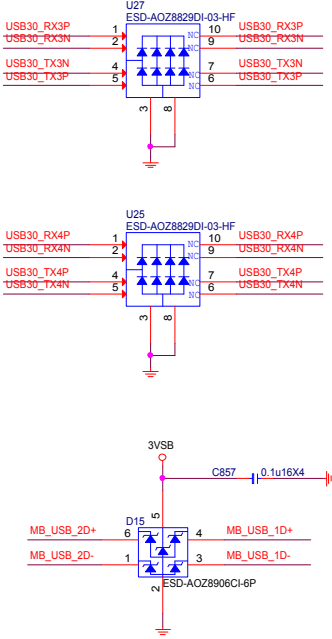 U27
ESD-AOZ8829DI-03-HF
USB30_RX3P 1 10 USB30_RX3P
USB30_RX3N 2 NC 9 USB30_RX3N
USB30_TX3N 4 NC 7 USB30_TX3N
USB30_TX3P 5 NC 6 USB30_TX3P
3 8
U25
ESD-AOZ8829DI-03-HF
USB30_RX4P 1 NC 10 USB30_RX4P
USB30_RX4N 2 NC 9 USB30_RX4N
USB30_TX4P 4 NC 7 USB30_TX4P
USB30_TX4N 5 NC 6 USB30_TX4N
3 8
3VSB
C857 0.1u16X4
D15 5
MB_USB_2D+ 6 4 MB_USB_1D+
MB_USB_2D- 1 3 MB_USB_1D-
2 ESD-AOZ8906CI-6P